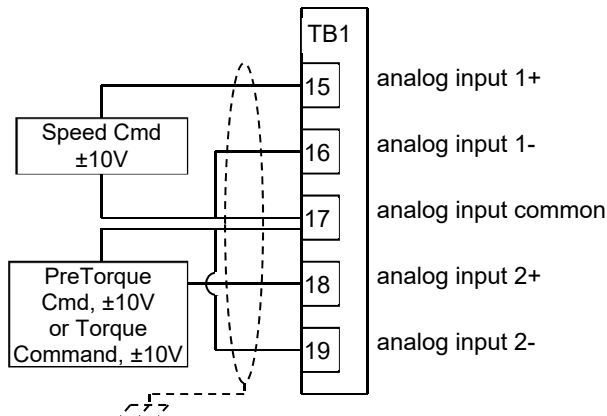 TB1
15 analog input 1+
Speed Cmd
±10V
16 analog input 1-
17 analog input common
PreTorque
Cmd, ±10V
or Torque
Command, ±10V
18 analog input 2+
19 analog input 2-